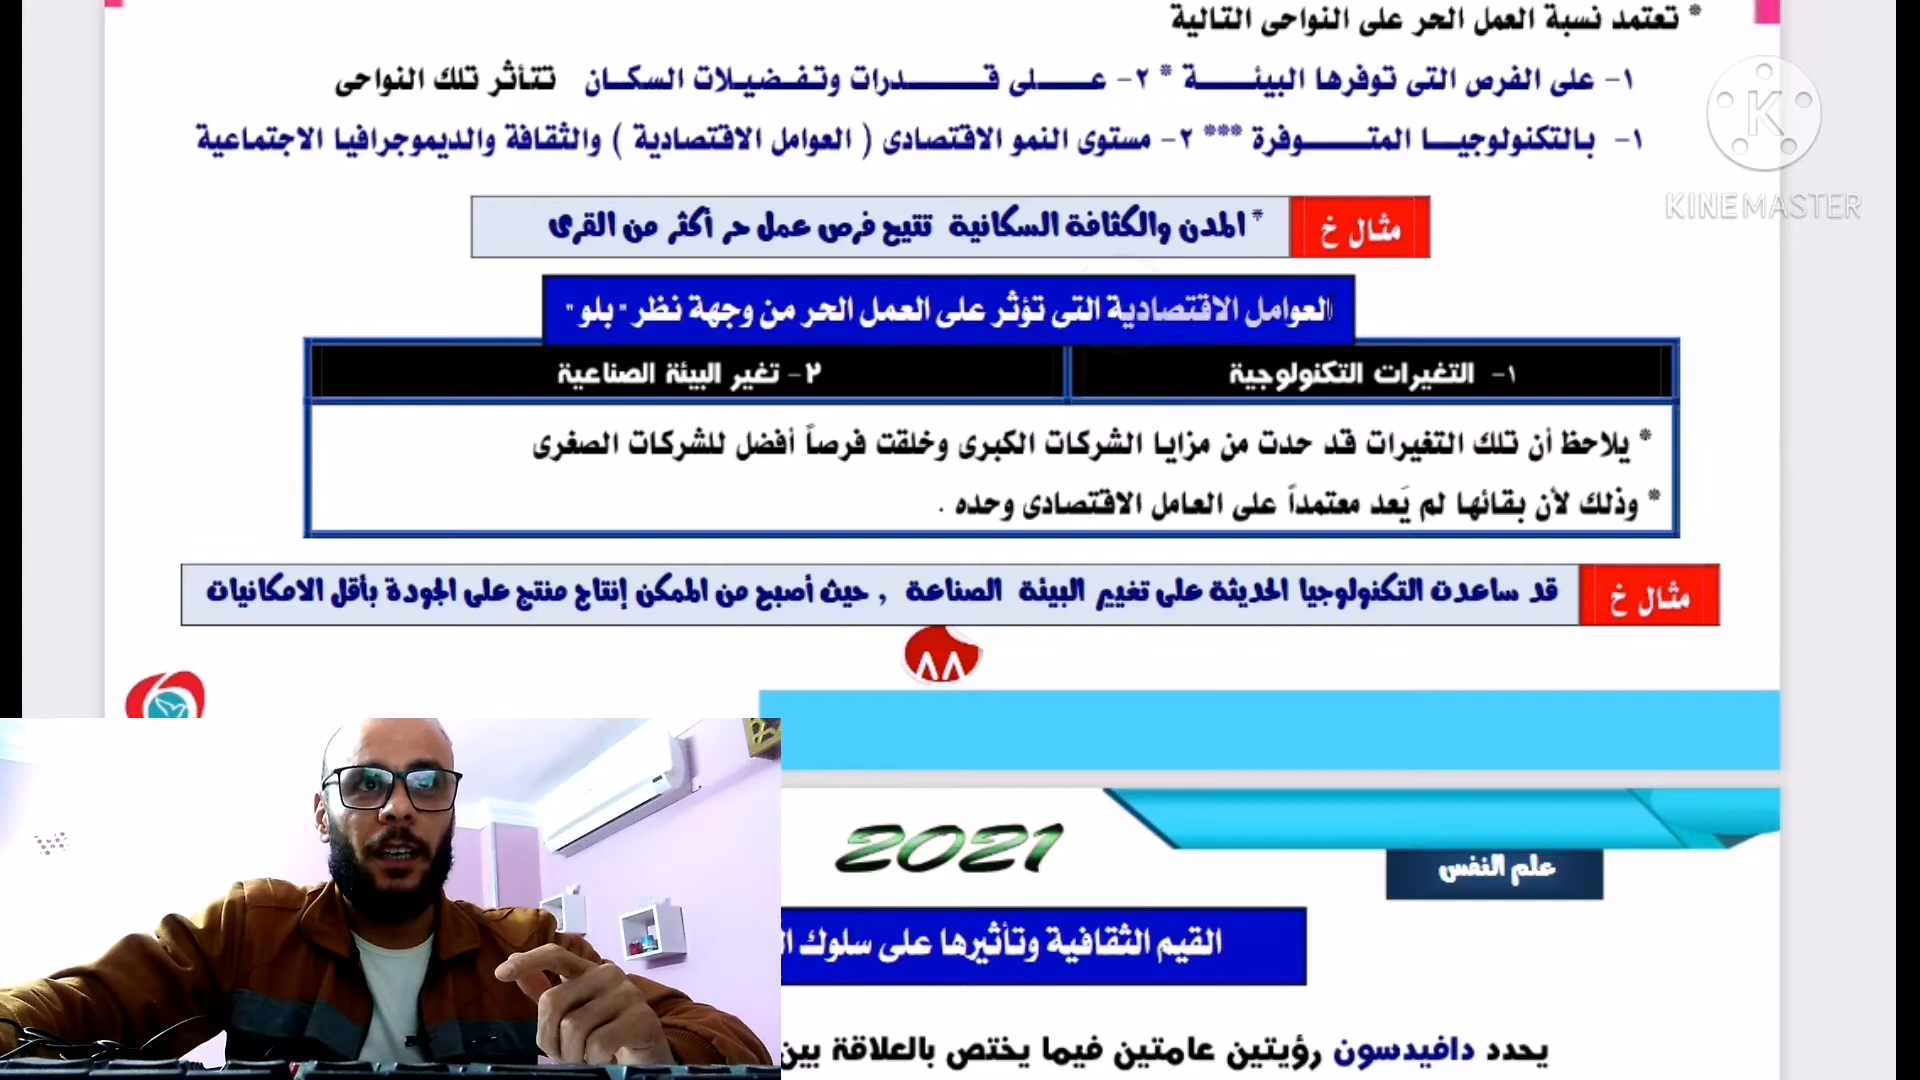 * تعتمد نسبة العمل الحر على النواحى التالية
١- على الفرص التى توفرها البيئة * ٢- على قدرات وتفضيلات السكان تتأثر تلك النواحى
١- بالتكنولوجيا المتوفرة *** ٢- مستوى النمو الاقتصادى ( العوامل الاقتصادية ) والثقافة والديموجرافيا الاجتماعية
KINEMASTER
مثال خ * المدن والكثافة السكانية تتيح فرص عمل حر أكثر من القرى
العوامل الاقتصادية التى تؤثر على العمل الحر من وجهة نظر " بلو "
١- التغيرات التكنولوجية
٢- تغير البيئة الصناعية
* يلاحظ أن تلك التغيرات قد حدت من مزايا الشركات الكبرى وخلقت فرصاً أفضل للشركات الصغرى
* وذلك لأن بقائها لم يَعد معتمداً على العامل الاقتصادى وحده .
مثال خ قد ساعدت التكنولوجيا الحديثة على تغيير البيئة الصناعة , حيث أصبح من الممكن إنتاج منتج على الجودة بأقل الامكانيات
٨٨
2021
علم النفس
القيم الثقافية وتأثيرها على سلوك
يحدد دافيدسون رؤيتين عامتين فيما يختص بالعلاقة بين